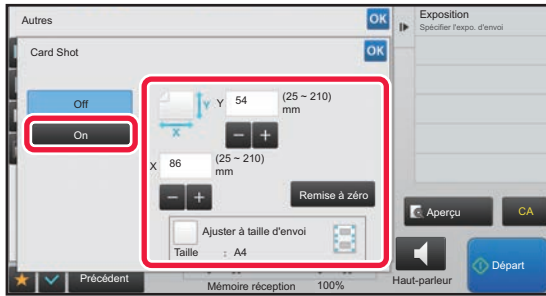 Autres
OK
Exposition
Spécifier l'expo. d'envoi
Card Shot
OK
Off
On
Y
X
Y
54
(25 ~ 210)
mm
X
86
(25 ~ 210)
mm
Remise à zéro
Ajuster à taille d'envoi
Taille : A4
Aperçu
CA
Précédent
Mémoire réception 100%
Haut-parleur
Départ